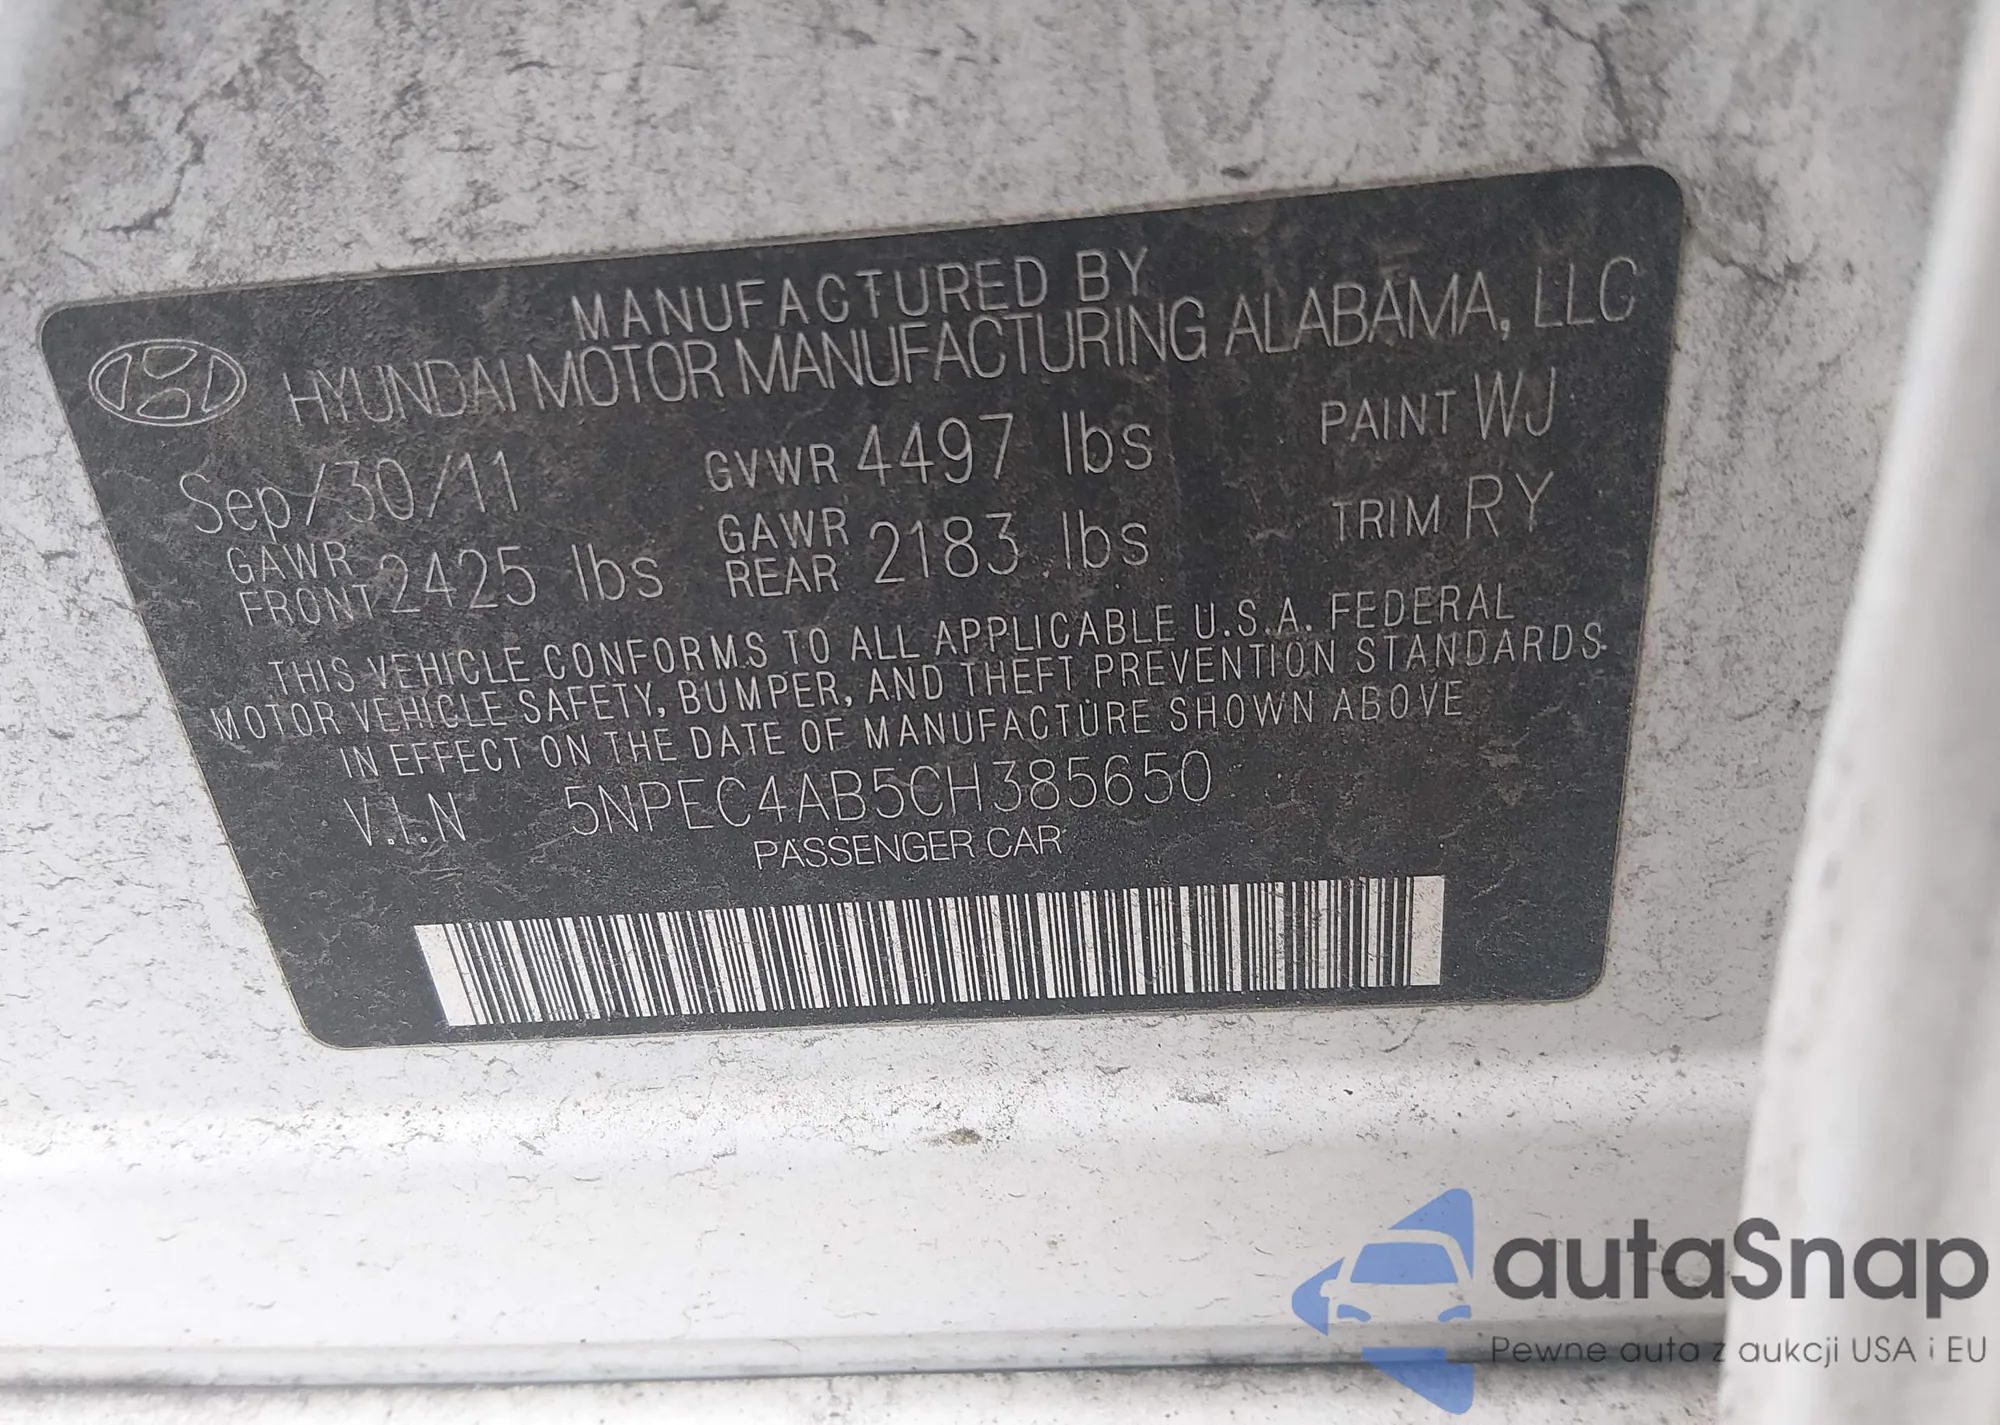 MANUFACTURED BY
HYUNDAI MOTOR MANUFACTURING ALABAMA, LLC
Sep/30/11 GVWR 4497 lbs PAINT WJ
GAWR FRONT 2425 lbs GAWR REAR 2183 lbs TRIM RY
THIS VEHICLE CONFORMS TO ALL APPLICABLE U.S.A. FEDERAL
MOTOR VEHICLE SAFETY, BUMPER, AND THEFT PREVENTION STANDARDS
IN EFFECT ON THE DATE OF MANUFACTURE SHOWN ABOVE
V.I.N 5NPEC4AB5CH385650
PASSENGER CAR
autaSnap
Pewne auta z aukcji USA i EU